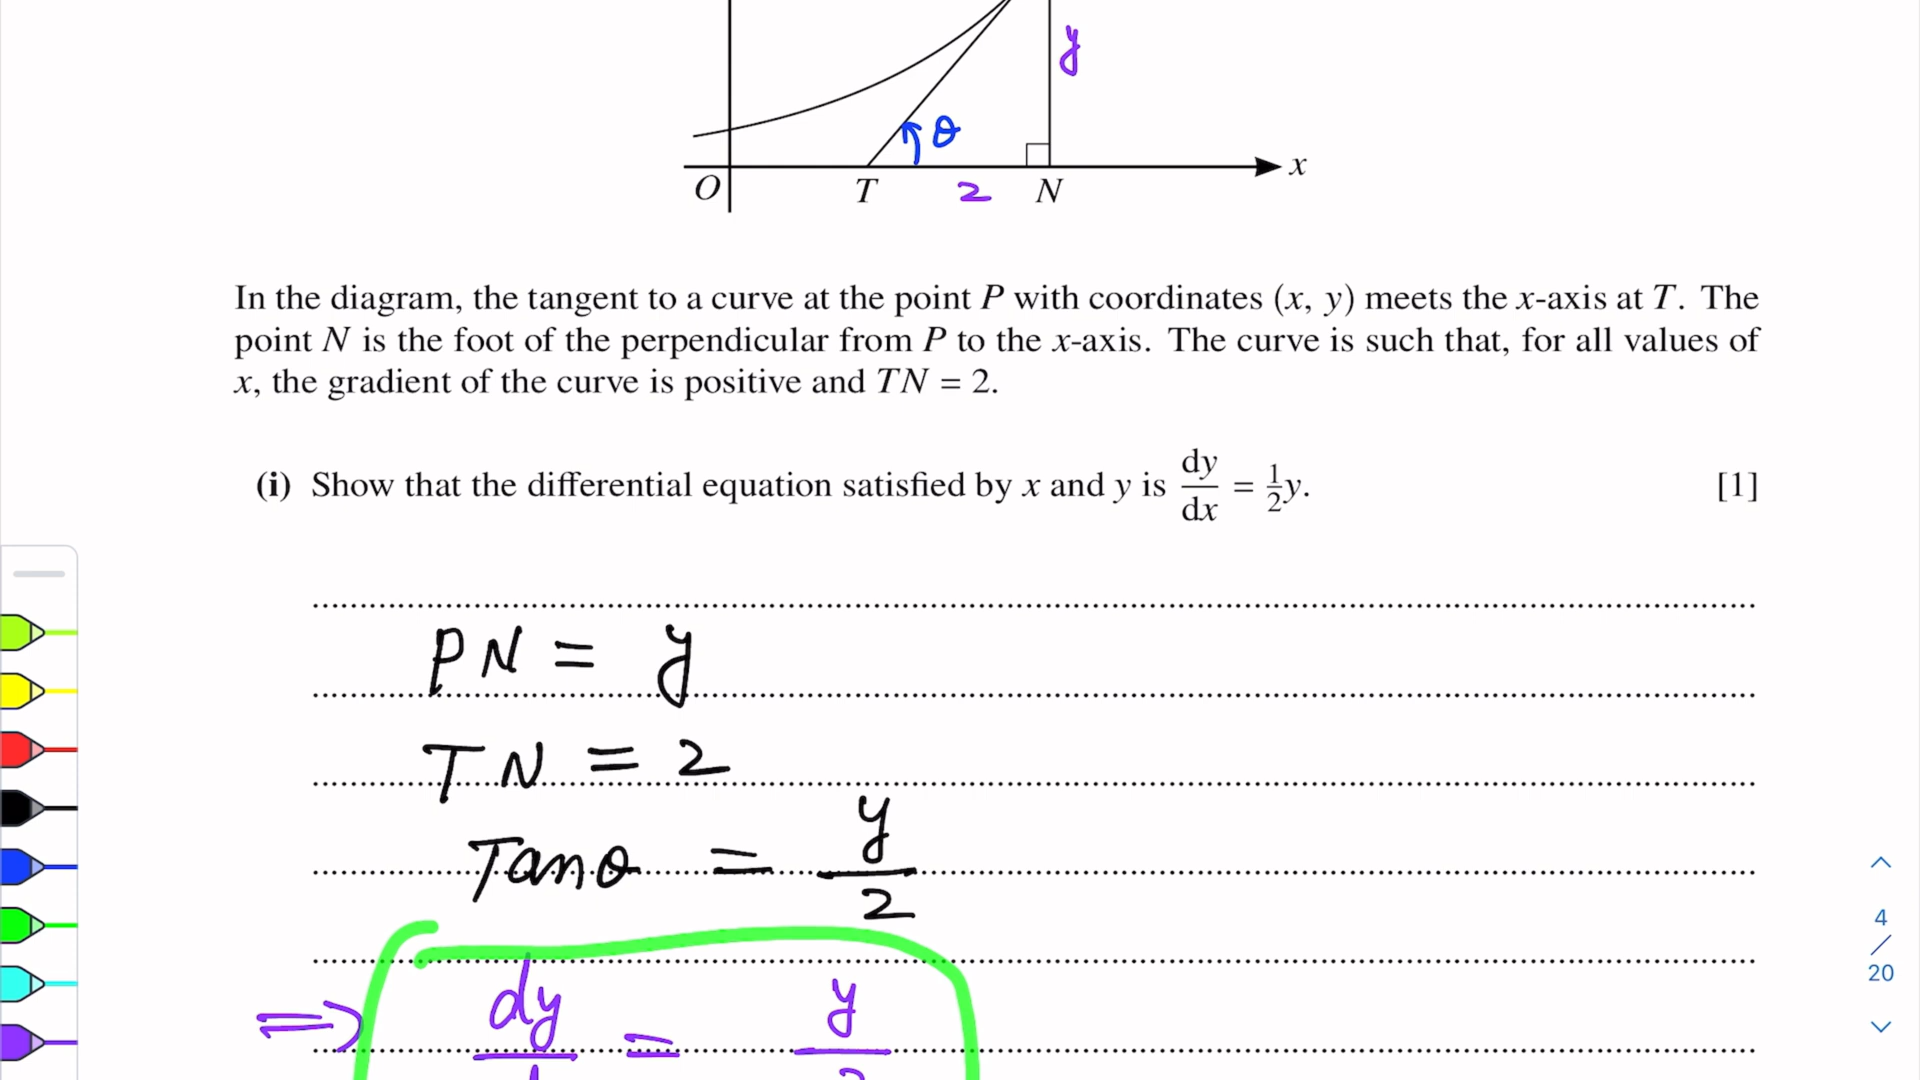 y
θ
x
O T 2 N
In the diagram, the tangent to a curve at the point P with coordinates (x, y) meets the x-axis at T. The
point N is the foot of the perpendicular from P to the x-axis. The curve is such that, for all values of
x, the gradient of the curve is positive and TN = 2.
(i) Show that the differential equation satisfied by x and y is dy/dx = 1/2 y. [1]
PN = y
TN = 2
Tanθ = y/2
⇒ dy = y
4
/
20